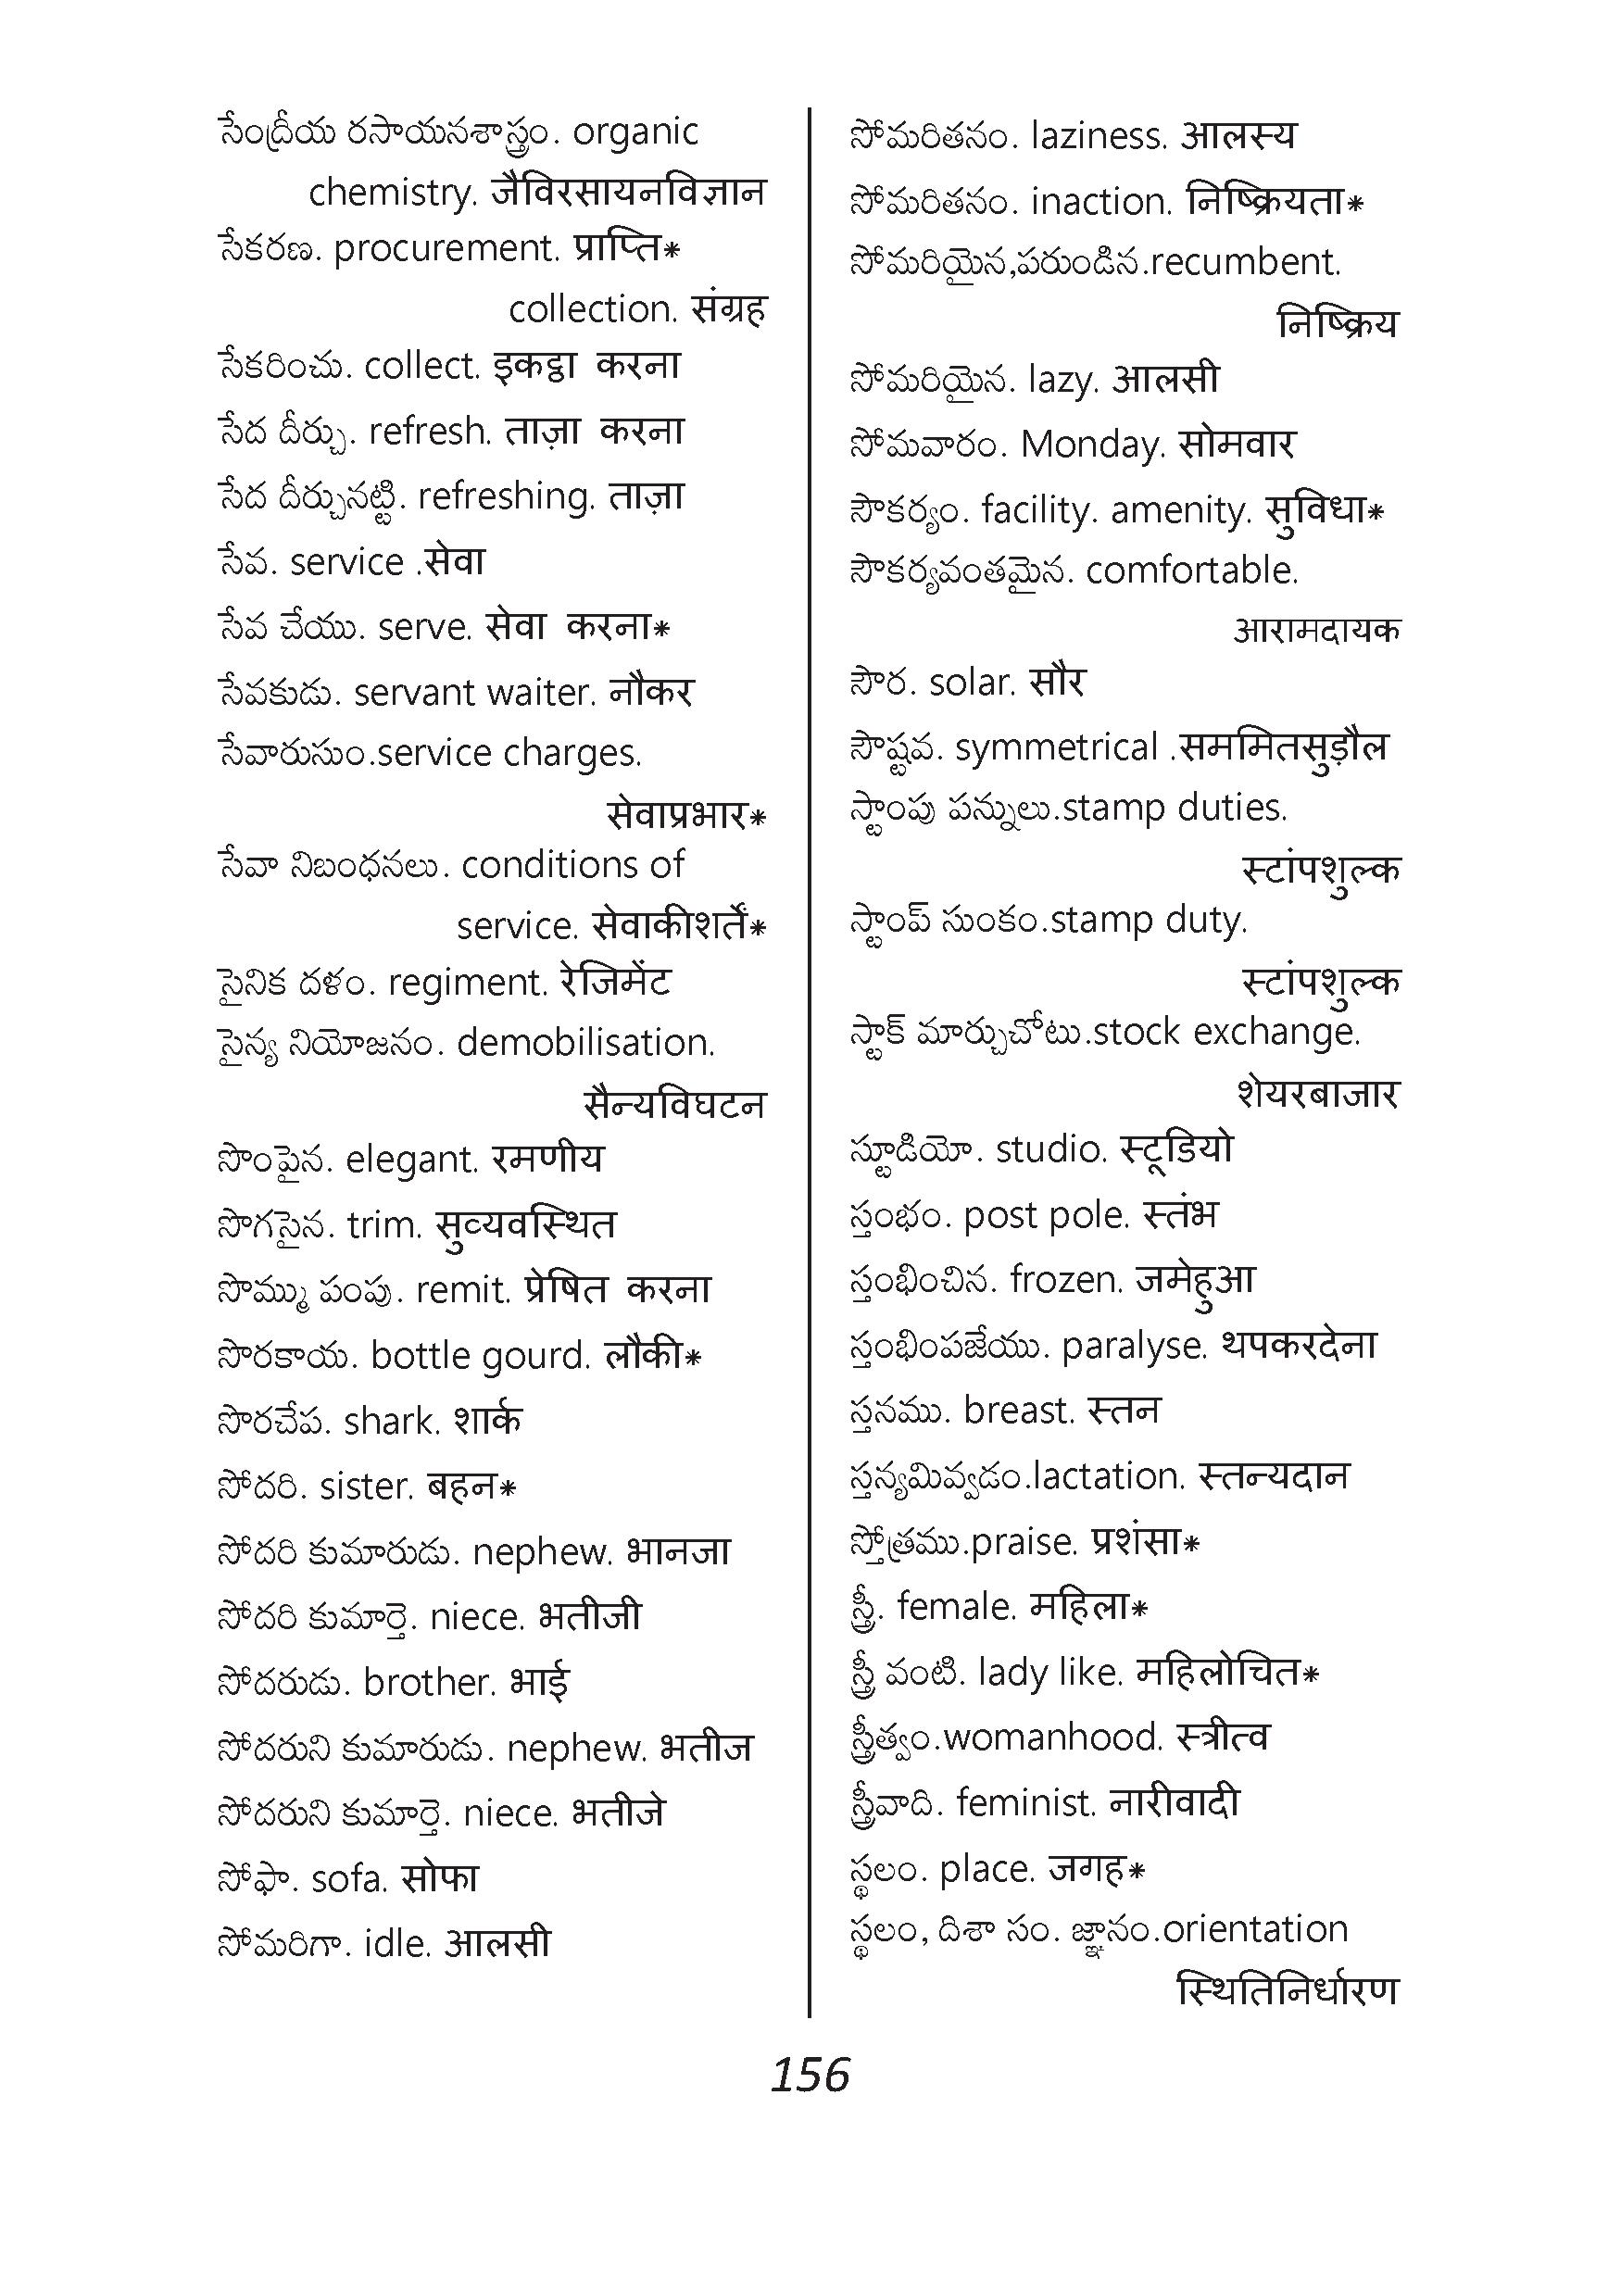 సేంద్రీయ రసాయనశాస్త్రం. organic
chemistry. जैविरसायनविज्ञान
సేకరణ. procurement. प्राप्ति*
collection. संग्रह
సేకరించు. collect. इकट्ठा करना
సేద దీర్చు. refresh. ताज़ा करना
సేద దీర్చునట్టి. refreshing. ताज़ा
సేవ. service .सेवा
సేవ చేయు. serve. सेवा करना*
సేవకుడు. servant waiter. नौकर
సేవారుసుం.service charges.
सेवाप्रभार*
సేవా నిబంధనలు. conditions of
service. सेवाकीशर्तें*
సైనిక దళం. regiment. रेजिमेंट
సైన్య నియోజనం. demobilisation.
सैन्यविघटन
సొంపైన. elegant. रमणीय
సొగసైన. trim. सुव्यवस्थित
సొమ్ము పంపు. remit. प्रेषित करना
సొరకాయ. bottle gourd. लौकी*
సొరచేప. shark. शार्क
సోదరి. sister. बहन*
సోదరి కుమారుడు. nephew. भानजा
సోదరి కుమార్తె. niece. भतीजी
సోదరుడు. brother. भाई
సోదరుని కుమారుడు. nephew. भतीज
సోదరుని కుమార్తె. niece. भतीजे
సోఫా. sofa. सोफा
సోమరిగా. idle. आलसी
సోమరితనం. laziness. आलस्य
సోమరితనం. inaction. निष्क्रियता*
సోమరియైన,పరుండిన.recumbent.
निष्क्रिय
సోమరియైన. lazy. आलसी
సోమవారం. Monday. सोमवार
సౌకర్యం. facility. amenity. सुविधा*
సౌకర్యవంతమైన. comfortable.
आरामदायक
సౌర. solar. सौर
సౌష్టవ. symmetrical .सममितसुड़ौल
స్టాంపు పన్నులు.stamp duties.
स्टांपशुल्क
స్టాంప్ సుంకం.stamp duty.
स्टांपशुल्क
స్టాక్ మార్చుచోటు.stock exchange.
शेयरबाजार
స్టూడియో. studio. स्टूडियो
స్తంభం. post pole. स्तंभ
స్తంభించిన. frozen. जमेहुआ
స్తంభింపజేయు. paralyse. थपकरदेना
స్తనము. breast. स्तन
స్తన్యమివ్వడం.lactation. स्तन्यदान
స్తోత్రము.praise. प्रशंसा*
స్త్రీ. female. महिला*
స్త్రీ వంటి. lady like. महिलोचित*
స్త్రీత్వం.womanhood. स्त्रीत्व
స్త్రీవాది. feminist. नारीवादी
స్థలం. place. जगह*
స్థలం, దిశా సం. జ్ఞానం.orientation
स्थितिनिर्धारण
156